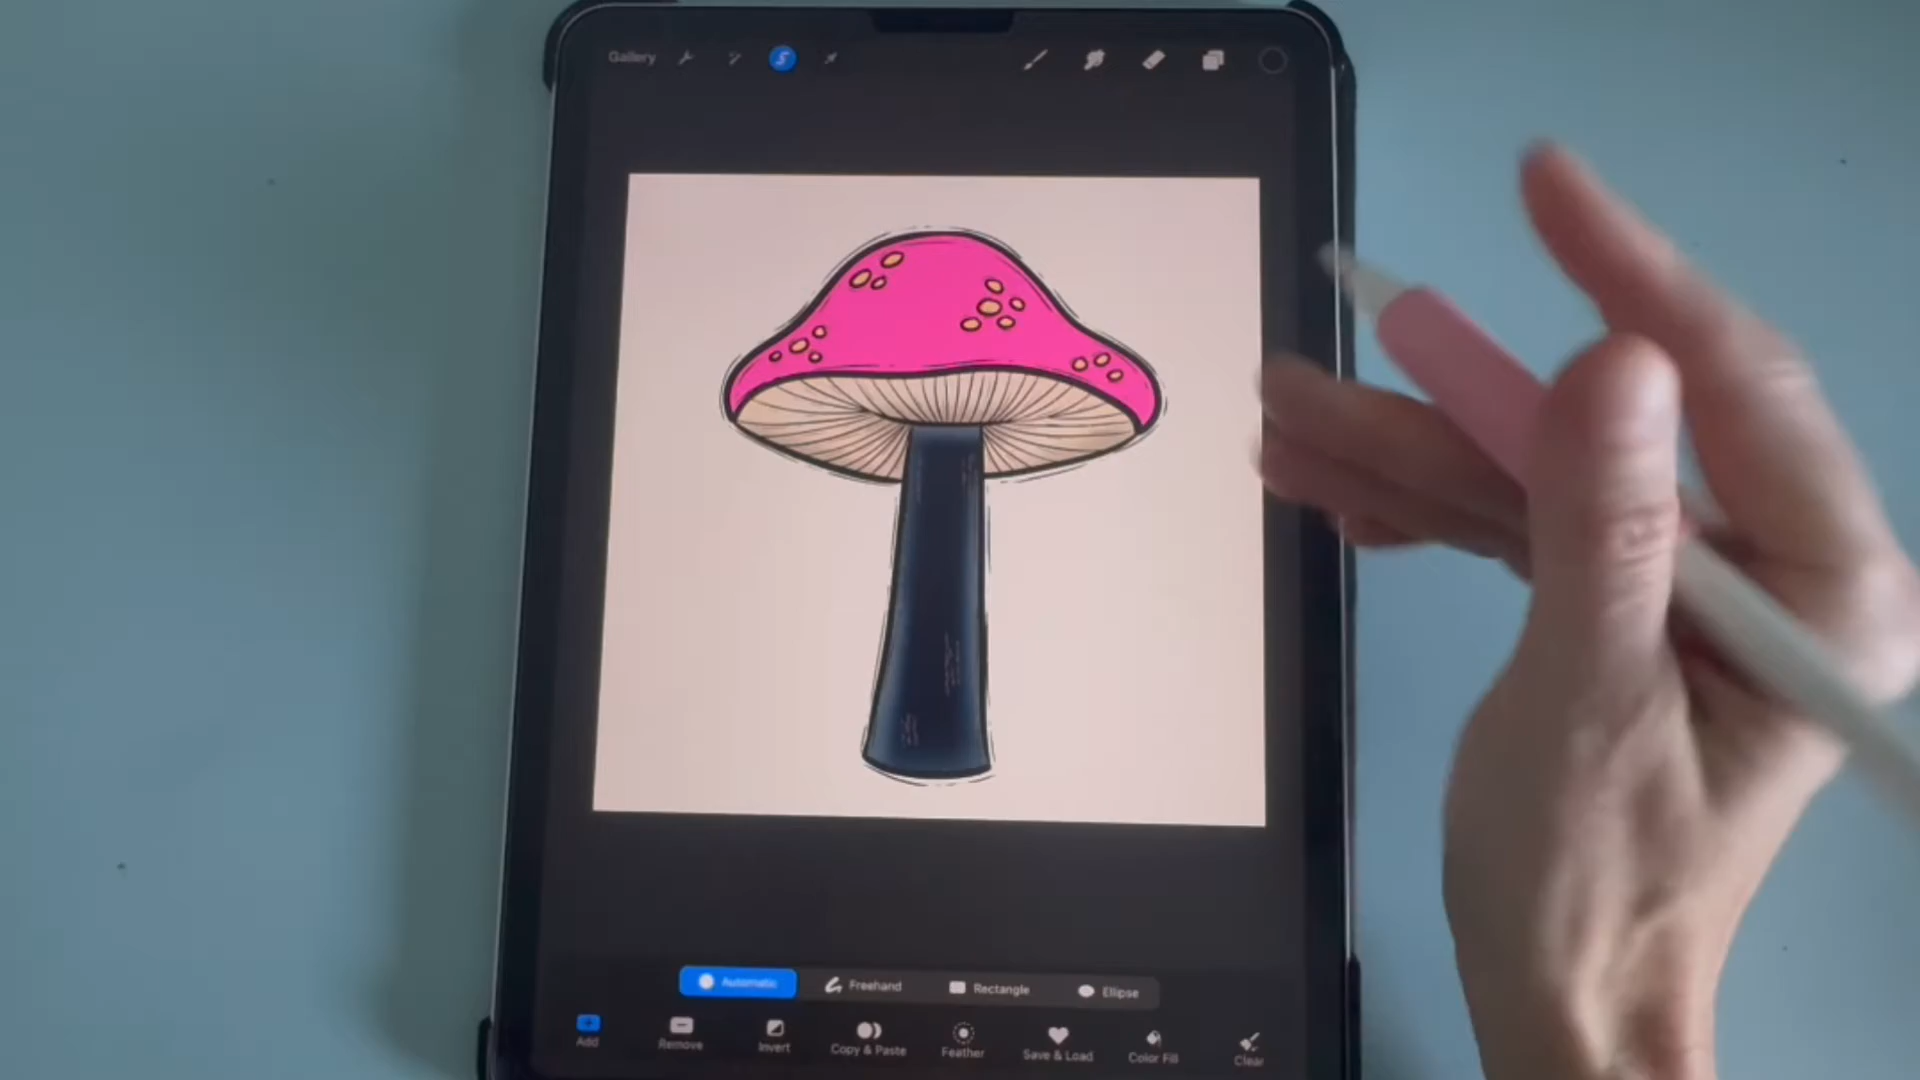 Gallery
Automatic Freehand Rectangle Ellipse
Add Remove Invert Copy & Paste Feather Save & Load Color Fill Clear